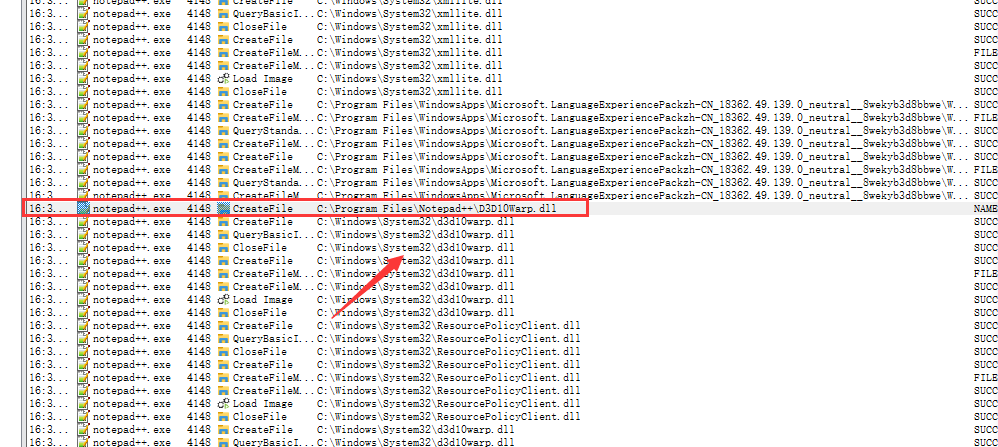 16:3... notepad++.exe 4148 CreateFile C:\Windows\System32\xmllite.dll SUCC
16:3... notepad++.exe 4148 QueryBasicI... C:\Windows\System32\xmllite.dll SUCC
16:3... notepad++.exe 4148 CloseFile C:\Windows\System32\xmllite.dll SUCC
16:3... notepad++.exe 4148 CreateFile C:\Windows\System32\xmllite.dll SUCC
16:3... notepad++.exe 4148 CreateFileM... C:\Windows\System32\xmllite.dll FILE
16:3... notepad++.exe 4148 CreateFileM... C:\Windows\System32\xmllite.dll SUCC
16:3... notepad++.exe 4148 Load Image C:\Windows\System32\xmllite.dll SUCC
16:3... notepad++.exe 4148 CloseFile C:\Windows\System32\xmllite.dll SUCC
16:3... notepad++.exe 4148 CreateFile C:\Program Files\WindowsApps\Microsoft.LanguageExperiencePackzh-CN_18362.49.139.0_neutral__8wekyb3d8bbwe\W... SUCC
16:3... notepad++.exe 4148 CreateFileM... C:\Program Files\WindowsApps\Microsoft.LanguageExperiencePackzh-CN_18362.49.139.0_neutral__8wekyb3d8bbwe\W... FILE
16:3... notepad++.exe 4148 QueryStanda... C:\Program Files\WindowsApps\Microsoft.LanguageExperiencePackzh-CN_18362.49.139.0_neutral__8wekyb3d8bbwe\W... SUCC
16:3... notepad++.exe 4148 CreateFileM... C:\Program Files\WindowsApps\Microsoft.LanguageExperiencePackzh-CN_18362.49.139.0_neutral__8wekyb3d8bbwe\W... SUCC
16:3... notepad++.exe 4148 CreateFile C:\Program Files\WindowsApps\Microsoft.LanguageExperiencePackzh-CN_18362.49.139.0_neutral__8wekyb3d8bbwe\W... SUCC
16:3... notepad++.exe 4148 CreateFileM... C:\Program Files\WindowsApps\Microsoft.LanguageExperiencePackzh-CN_18362.49.139.0_neutral__8wekyb3d8bbwe\W... FILE
16:3... notepad++.exe 4148 QueryStanda... C:\Program Files\WindowsApps\Microsoft.LanguageExperiencePackzh-CN_18362.49.139.0_neutral__8wekyb3d8bbwe\W... SUCC
16:3... notepad++.exe 4148 CreateFileM... C:\Program Files\WindowsApps\Microsoft.LanguageExperiencePackzh-CN_18362.49.139.0_neutral__8wekyb3d8bbwe\W... SUCC
16:3... notepad++.exe 4148 CreateFile C:\Program Files\Notepad++\D3D10Warp.dll NAME
16:3... notepad++.exe 4148 CreateFile C:\Windows\System32\d3d10warp.dll SUCC
16:3... notepad++.exe 4148 QueryBasicI... C:\Windows\System32\d3d10warp.dll SUCC
16:3... notepad++.exe 4148 CloseFile C:\Windows\System32\d3d10warp.dll SUCC
16:3... notepad++.exe 4148 CreateFile C:\Windows\System32\d3d10warp.dll SUCC
16:3... notepad++.exe 4148 CreateFileM... C:\Windows\System32\d3d10warp.dll FILE
16:3... notepad++.exe 4148 CreateFileM... C:\Windows\System32\d3d10warp.dll SUCC
16:3... notepad++.exe 4148 Load Image C:\Windows\System32\d3d10warp.dll SUCC
16:3... notepad++.exe 4148 CloseFile C:\Windows\System32\d3d10warp.dll SUCC
16:3... notepad++.exe 4148 CreateFile C:\Windows\System32\ResourcePolicyClient.dll SUCC
16:3... notepad++.exe 4148 QueryBasicI... C:\Windows\System32\ResourcePolicyClient.dll SUCC
16:3... notepad++.exe 4148 CloseFile C:\Windows\System32\ResourcePolicyClient.dll SUCC
16:3... notepad++.exe 4148 CreateFile C:\Windows\System32\ResourcePolicyClient.dll SUCC
16:3... notepad++.exe 4148 CreateFileM... C:\Windows\System32\ResourcePolicyClient.dll FILE
16:3... notepad++.exe 4148 CreateFileM... C:\Windows\System32\ResourcePolicyClient.dll SUCC
16:3... notepad++.exe 4148 Load Image C:\Windows\System32\ResourcePolicyClient.dll SUCC
16:3... notepad++.exe 4148 CloseFile C:\Windows\System32\ResourcePolicyClient.dll SUCC
16:3... notepad++.exe 4148 CreateFile C:\Windows\System32\kernel.appcore.dll SUCC
16:3... notepad++.exe 4148 QueryBasicI... C:\Windows\System32\kernel.appcore.dll SUCC